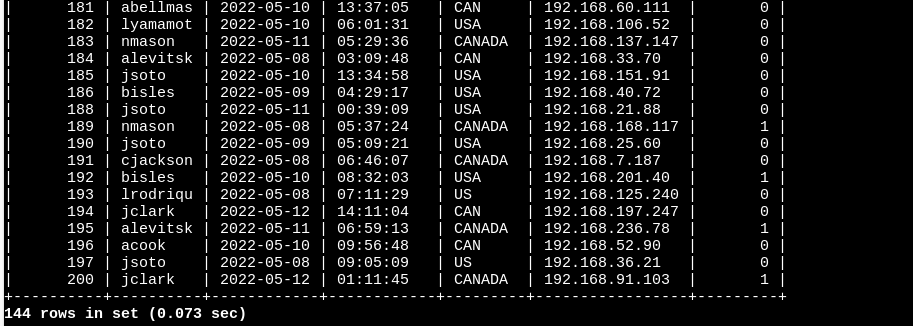 |      181 | abellmas | 2022-05-10 | 13:37:05   | CAN     | 192.168.60.111  |       0 |
|      182 | lyamamot | 2022-05-10 | 06:01:31   | USA     | 192.168.106.52  |       0 |
|      183 | nmason   | 2022-05-11 | 05:29:36   | CANADA  | 192.168.137.147 |       0 |
|      184 | alevitsk | 2022-05-08 | 03:09:48   | CAN     | 192.168.33.70   |       0 |
|      185 | jsoto    | 2022-05-10 | 13:34:58   | USA     | 192.168.151.91  |       0 |
|      186 | bisles   | 2022-05-09 | 04:29:17   | USA     | 192.168.40.72   |       0 |
|      188 | jsoto    | 2022-05-11 | 00:39:09   | USA     | 192.168.21.88   |       0 |
|      189 | nmason   | 2022-05-08 | 05:37:24   | CANADA  | 192.168.168.117 |       1 |
|      190 | jsoto    | 2022-05-09 | 05:09:21   | USA     | 192.168.25.60   |       0 |
|      191 | cjackson | 2022-05-08 | 06:46:07   | CANADA  | 192.168.7.187   |       0 |
|      192 | bisles   | 2022-05-10 | 08:32:03   | USA     | 192.168.201.40  |       1 |
|      193 | lrodriqu | 2022-05-08 | 07:11:29   | US      | 192.168.125.240 |       0 |
|      194 | jclark   | 2022-05-12 | 14:11:04   | CAN     | 192.168.197.247 |       0 |
|      195 | alevitsk | 2022-05-11 | 06:59:13   | CANADA  | 192.168.236.78  |       1 |
|      196 | acook    | 2022-05-10 | 09:56:48   | CAN     | 192.168.52.90   |       0 |
|      197 | jsoto    | 2022-05-08 | 09:05:09   | US      | 192.168.36.21   |       0 |
|      200 | jclark   | 2022-05-12 | 01:11:45   | CANADA  | 192.168.91.103  |       1 |
+----------+----------+------------+------------+---------+-----------------+---------+
144 rows in set (0.073 sec)